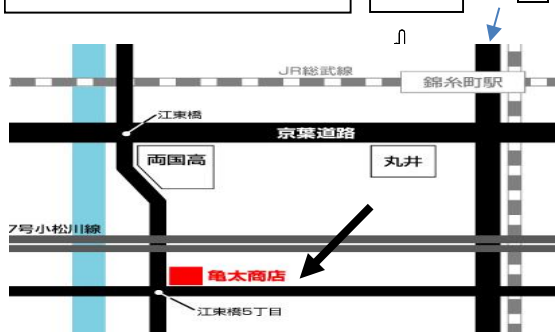 JR総武線
錦糸町駅
江東橋
京葉道路
両国高
丸井
7号小松川線
亀太商店
江東橋5丁目